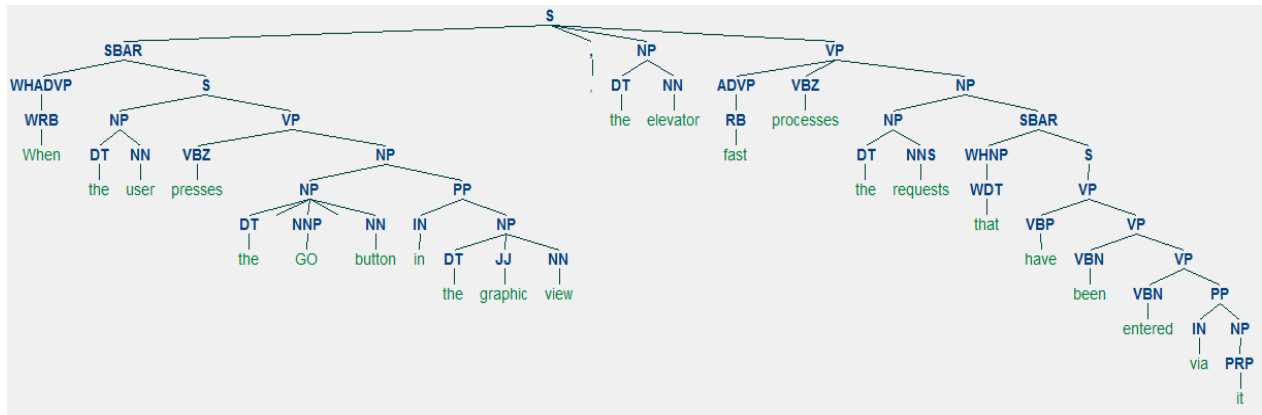 S
SBAR , NP VP
WHADVP S , DT NN ADVP VBZ NP
WRB NP VP the elevator RB processes NP SBAR
When DT NN VBZ NP fast DT NNS WHNP S
the user presses NP PP the requests WDT VP
DT NNP NN IN NP that VBP VP
the GO button in DT JJ NN have VBN VP
the graphic view been VBN PP
entered IN NP
via PRP
it